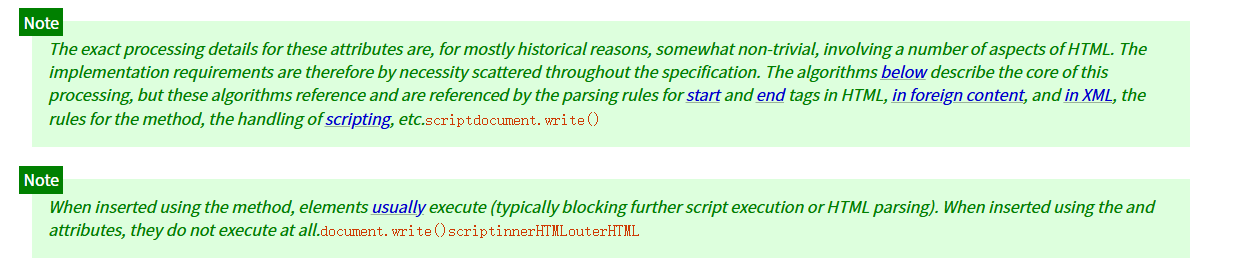 Note
The exact processing details for these attributes are, for mostly historical reasons, somewhat non-trivial, involving a number of aspects of HTML. The
implementation requirements are therefore by necessity scattered throughout the specification. The algorithms below describe the core of this
processing, but these algorithms reference and are referenced by the parsing rules for start and end tags in HTML, in foreign content, and in XML, the
rules for the method, the handling of scripting, etc.scriptdocument.write()
Note
When inserted using the method, elements usually execute (typically blocking further script execution or HTML parsing). When inserted using the and
attributes, they do not execute at all.document.write()scriptinnerHTMLouterHTML